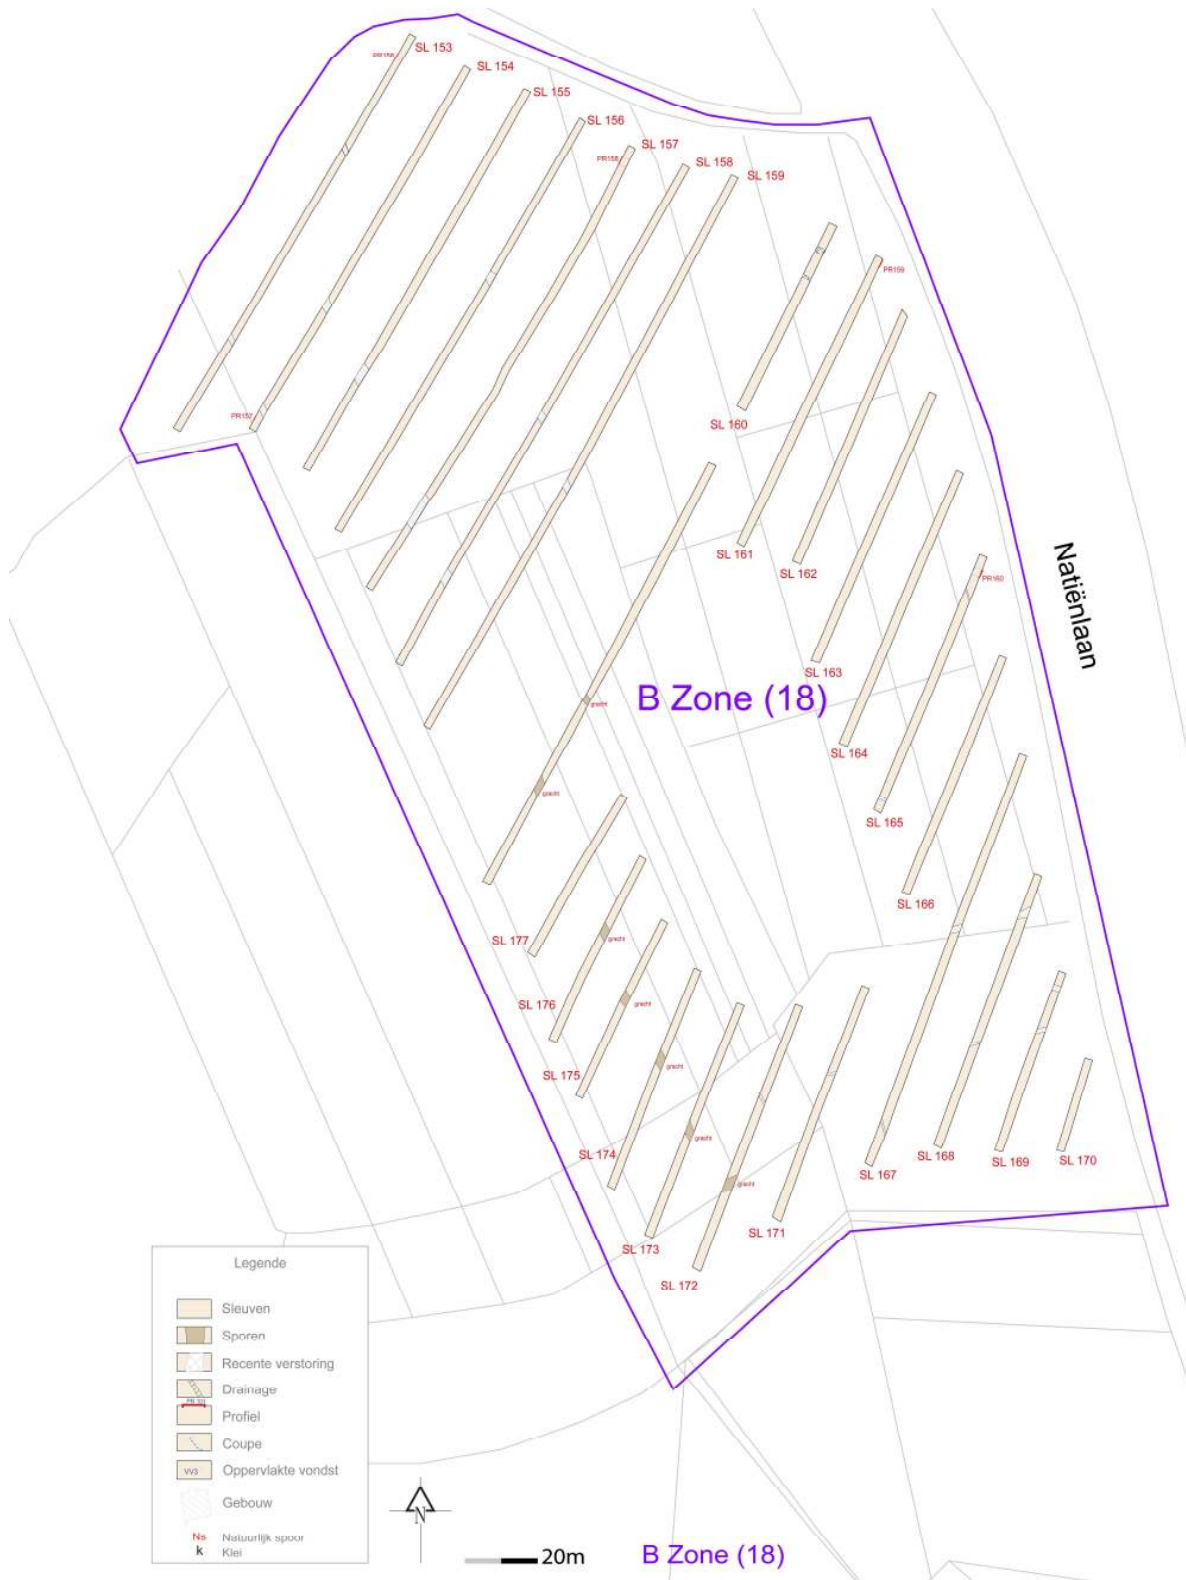 SL 153
SL 154
SL 155
SL 156
SL 157
PR158
SL 158
SL 159
PR159
SL 160
PR157
SL 161
SL 162
Natiënlaan
PR160
SL 163
B Zone (18)
gracht
SL 164
gracht
SL 165
SL 166
SL 177
gracht
SL 176
gracht
SL 175
gracht
SL 174
gracht
SL 167
SL 168
SL 169
SL 170
gracht
SL 171
SL 173
SL 172
Legende
Sleuven
Sporen
Recente verstoring
Drainage
Profiel
Coupe
Oppervlakte vondst
Gebouw
Ns Natuurlijk spoor
k Klei
N
20m
B Zone (18)